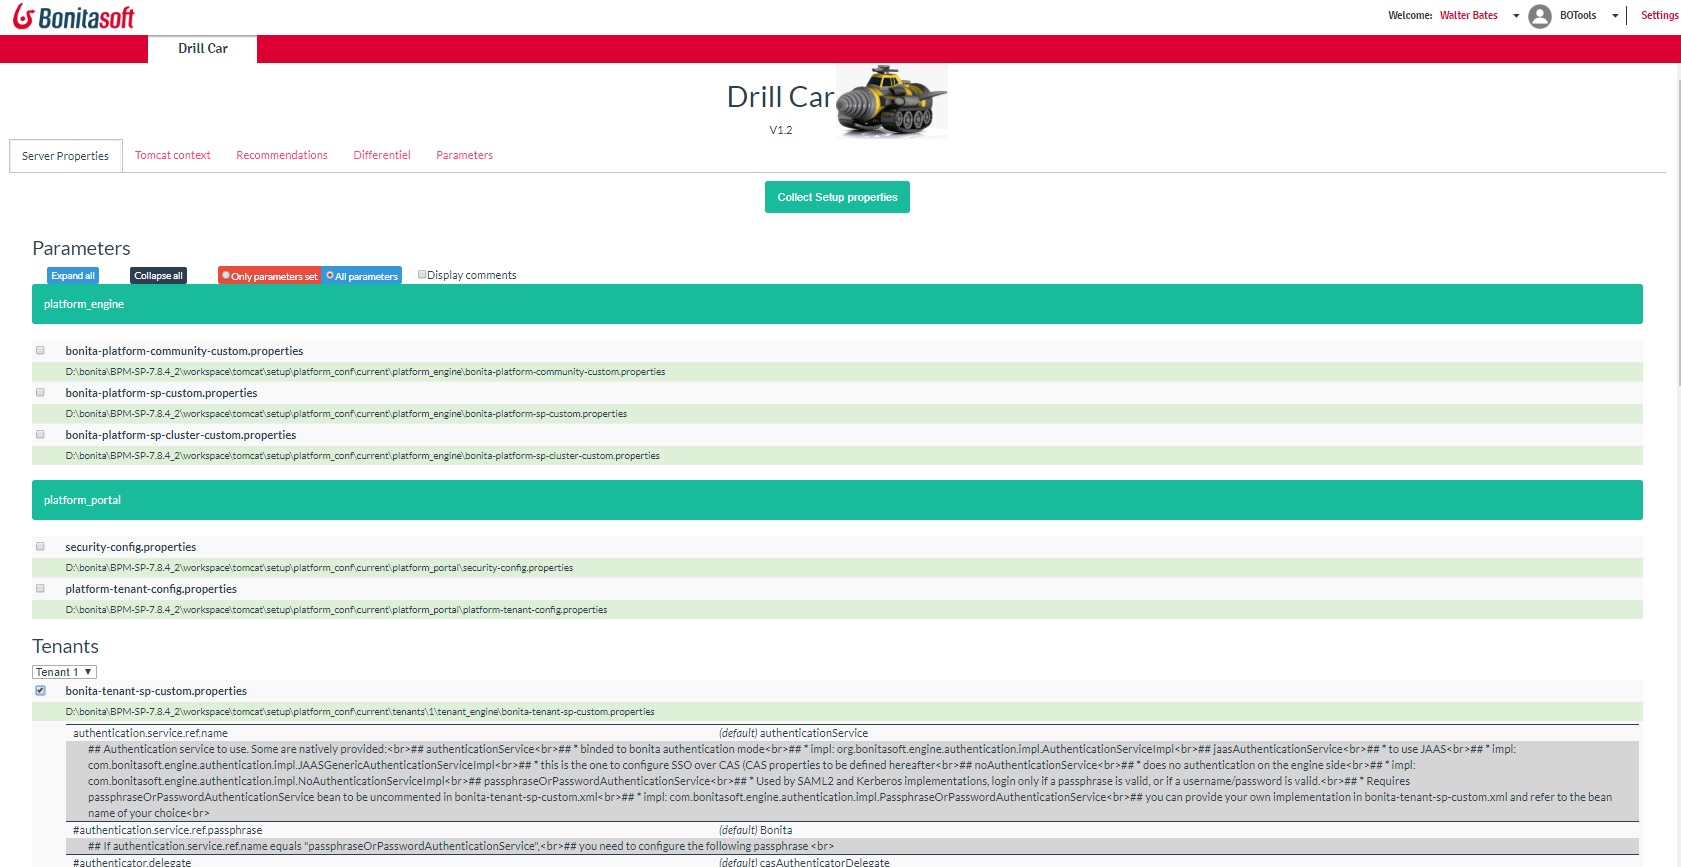 Bonitasoft
Welcome: Walter Bates BOTools Settings
Drill Car
Drill Car
V1.2
Server Properties Tomcat context Recommendations Differentiel Parameters
Collect Setup properties
Parameters
Expand all Collapse all Only parameters set All parameters Display comments
platform_engine
bonita-platform-community-custom.properties
D:\bonita\BPM-SP-7.8.4_2\workspace\tomcat\setup\platform_conf\current\platform_engine\bonita-platform-community-custom.properties
bonita-platform-sp-custom.properties
D:\bonita\BPM-SP-7.8.4_2\workspace\tomcat\setup\platform_conf\current\platform_engine\bonita-platform-sp-custom.properties
bonita-platform-sp-cluster-custom.properties
D:\bonita\BPM-SP-7.8.4_2\workspace\tomcat\setup\platform_conf\current\platform_engine\bonita-platform-sp-cluster-custom.properties
platform_portal
security-config.properties
D:\bonita\BPM-SP-7.8.4_2\workspace\tomcat\setup\platform_conf\current\platform_portal\security-config.properties
platform-tenant-config.properties
D:\bonita\BPM-SP-7.8.4_2\workspace\tomcat\setup\platform_conf\current\platform_portal\platform-tenant-config.properties
Tenants
Tenant 1
bonita-tenant-sp-custom.properties
D:\bonita\BPM-SP-7.8.4_2\workspace\tomcat\setup\platform_conf\current\tenants\1\tenant_engine\bonita-tenant-sp-custom.properties
authentication.service.ref.name (default) authenticationService
## Authentication service to use. Some are natively provided:<br>## authenticationService<br>## * binded to bonita authentication mode<br>## * impl: org.bonitasoft.engine.authentication.impl.AuthenticationServiceImpl<br>## jaasAuthenticationService<br>## * to use JAAS<br>## * impl:
com.bonitasoft.engine.authentication.impl.JAASGenericAuthenticationServiceImpl<br>## * this is the one to configure SSO over CAS (CAS properties to be defined hereafter<br>## noAuthenticationService<br>## * does no authentication on the engine side<br>## * impl:
com.bonitasoft.engine.authentication.impl.NoAuthenticationServiceImpl<br>## passphraseOrPasswordAuthenticationService<br>## * Used by SAML2 and Kerberos implementations, login only if a passphrase is valid, or if a username/password is valid.<br>## * Requires
passphraseOrPasswordAuthenticationService bean to be uncommented in bonita-tenant-sp-custom.xml<br>## * impl: com.bonitasoft.engine.authentication.impl.PassphraseOrPasswordAuthenticationService<br>## you can provide your own implementation in bonita-tenant-sp-custom.xml and refer to the bean
name of your choice<br>
#authentication.service.ref.passphrase (default) Bonita
## If authentication.service.ref.name equals "passphraseOrPasswordAuthenticationService",<br>## you need to configure the following passphrase <br>
#authenticator.delegate (default) casAuthenticatorDelegate